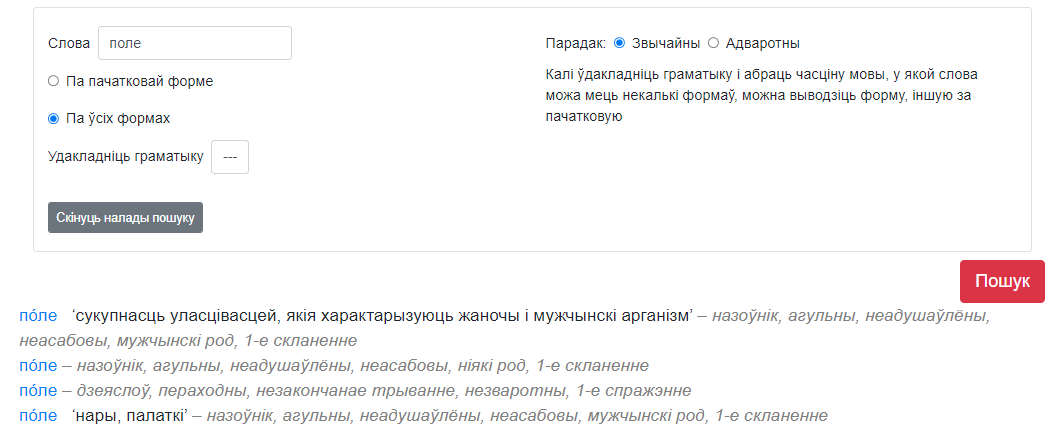 Слова поле
Па пачатковай форме
Па ўсіх формах
Удакладніць граматыку ---
Скінуць налады пошуку
Парадак: Звычайны Адваротны
Калі ўдакладніць граматыку і абраць часціну мовы, у якой слова
можа мець некалькі формаў, можна выводзіць форму, іншую за
пачатковую
Пошук
по́ле ‘сукупнасць уласцівасцей, якія характарызуюць жаночы і мужчынскі арганізм’ – назоўнік, агульны, неадушаўлёны,
неасабовы, мужчынскі род, 1-е скланенне
по́ле – назоўнік, агульны, неадушаўлёны, неасабовы, ніякі род, 1-е скланенне
по́ле – дзеяслоў, пераходны, незакончанае трыванне, незваротны, 1-е спражэнне
по́ле ‘нары, палаткі’ – назоўнік, агульны, неадушаўлёны, неасабовы, мужчынскі род, 1-е скланенне